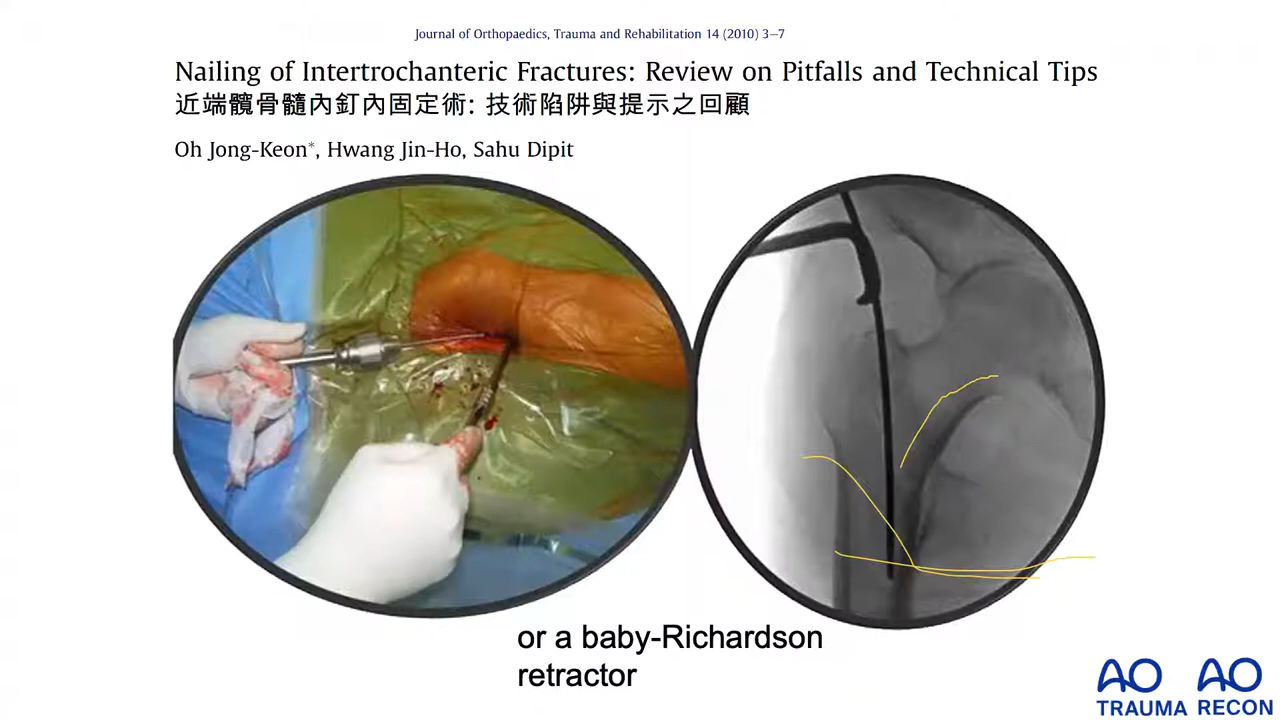 Journal of Orthopaedics, Trauma and Rehabilitation 14 (2010) 3–7
Nailing of Intertrochanteric Fractures: Review on Pitfalls and Technical Tips
近端髖骨髓內釘內固定術: 技術陷阱與提示之回顧
Oh Jong-Keon*, Hwang Jin-Ho, Sahu Dipit
or a baby-Richardson
retractor
AO AO
TRAUMA RECON